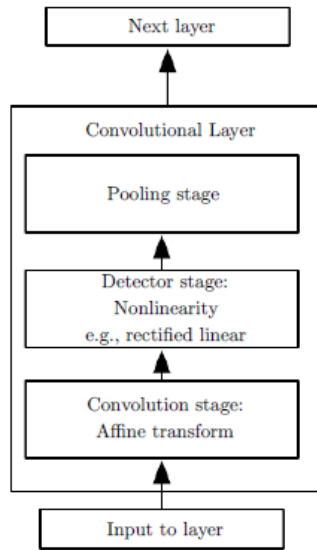 Next layer
Convolutional Layer
Pooling stage
Detector stage:
Nonlinearity
e.g., rectified linear
Convolution stage:
Affine transform
Input to layer